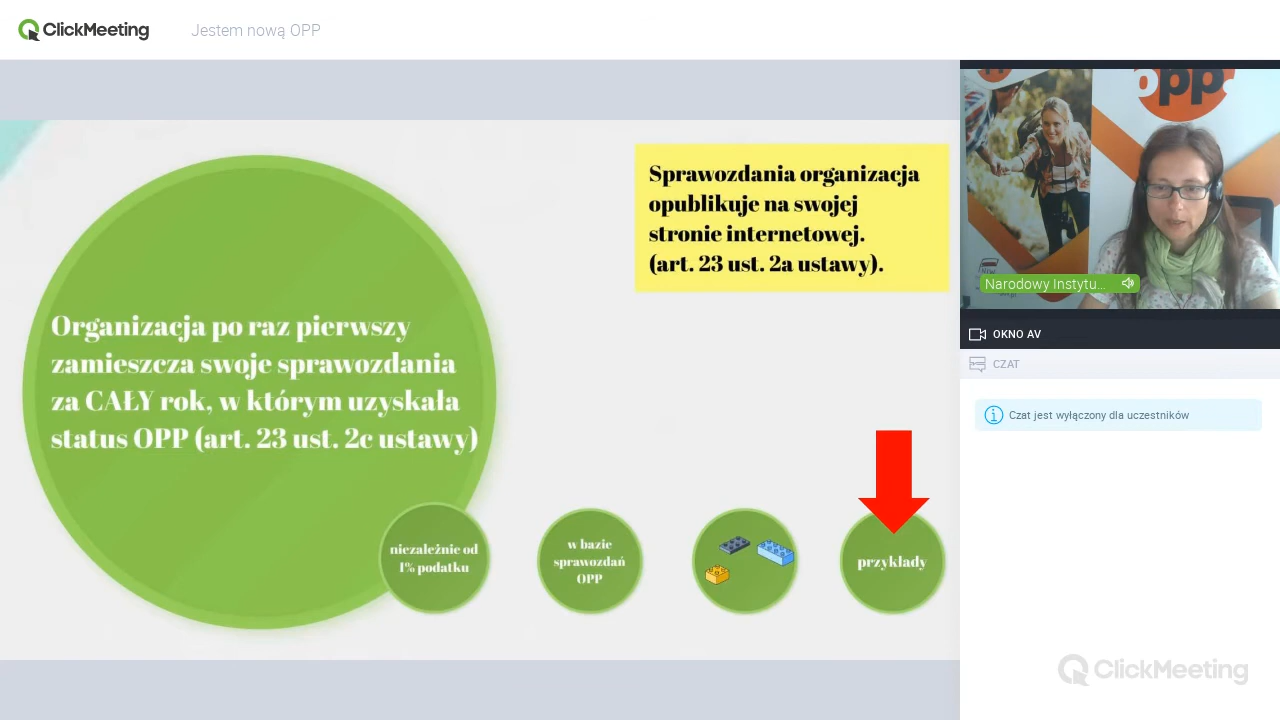 ClickMeeting
Jestem nową OPP
Sprawozdania organizacja
opublikuje na swojej
stronie internetowej.
(art. 23 ust. 2a ustawy).
Organizacja po raz pierwszy
zamieszcza swoje sprawozdania
za CAŁY rok, w którym uzyskała
status OPP (art. 23 ust. 2c ustawy)
niezależnie od
1% podatku
w bazie
sprawozdań
OPP
przykłady
opp
Narodowy Instytu...
OKNO AV
CZAT
Czat jest wyłączony dla uczestników
ClickMeeting